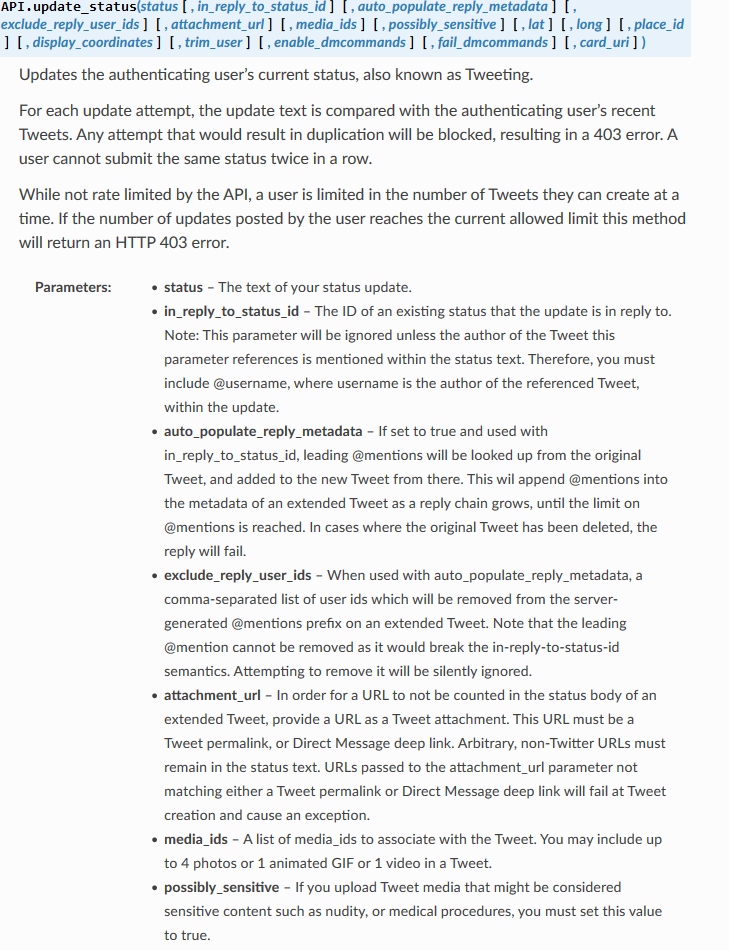 API.update_status(status [ , in_reply_to_status_id ] [ , auto_populate_reply_metadata ] [ ,
exclude_reply_user_ids ] [ , attachment_url ] [ , media_ids ] [ , possibly_sensitive ] [ , lat ] [ , long ] [ , place_id
] [ , display_coordinates ] [ , trim_user ] [ , enable_dmcommands ] [ , fail_dmcommands ] [ , card_uri ] )
Updates the authenticating user’s current status, also known as Tweeting.
For each update attempt, the update text is compared with the authenticating user’s recent
Tweets. Any attempt that would result in duplication will be blocked, resulting in a 403 error. A
user cannot submit the same status twice in a row.
While not rate limited by the API, a user is limited in the number of Tweets they can create at a
time. If the number of updates posted by the user reaches the current allowed limit this method
will return an HTTP 403 error.
Parameters: • status – The text of your status update.
• in_reply_to_status_id – The ID of an existing status that the update is in reply to.
Note: This parameter will be ignored unless the author of the Tweet this
parameter references is mentioned within the status text. Therefore, you must
include @username, where username is the author of the referenced Tweet,
within the update.
• auto_populate_reply_metadata – If set to true and used with
in_reply_to_status_id, leading @mentions will be looked up from the original
Tweet, and added to the new Tweet from there. This wil append @mentions into
the metadata of an extended Tweet as a reply chain grows, until the limit on
@mentions is reached. In cases where the original Tweet has been deleted, the
reply will fail.
• exclude_reply_user_ids – When used with auto_populate_reply_metadata, a
comma-separated list of user ids which will be removed from the server-
generated @mentions prefix on an extended Tweet. Note that the leading
@mention cannot be removed as it would break the in-reply-to-status-id
semantics. Attempting to remove it will be silently ignored.
• attachment_url – In order for a URL to not be counted in the status body of an
extended Tweet, provide a URL as a Tweet attachment. This URL must be a
Tweet permalink, or Direct Message deep link. Arbitrary, non-Twitter URLs must
remain in the status text. URLs passed to the attachment_url parameter not
matching either a Tweet permalink or Direct Message deep link will fail at Tweet
creation and cause an exception.
• media_ids – A list of media_ids to associate with the Tweet. You may include up
to 4 photos or 1 animated GIF or 1 video in a Tweet.
• possibly_sensitive – If you upload Tweet media that might be considered
sensitive content such as nudity, or medical procedures, you must set this value
to true.